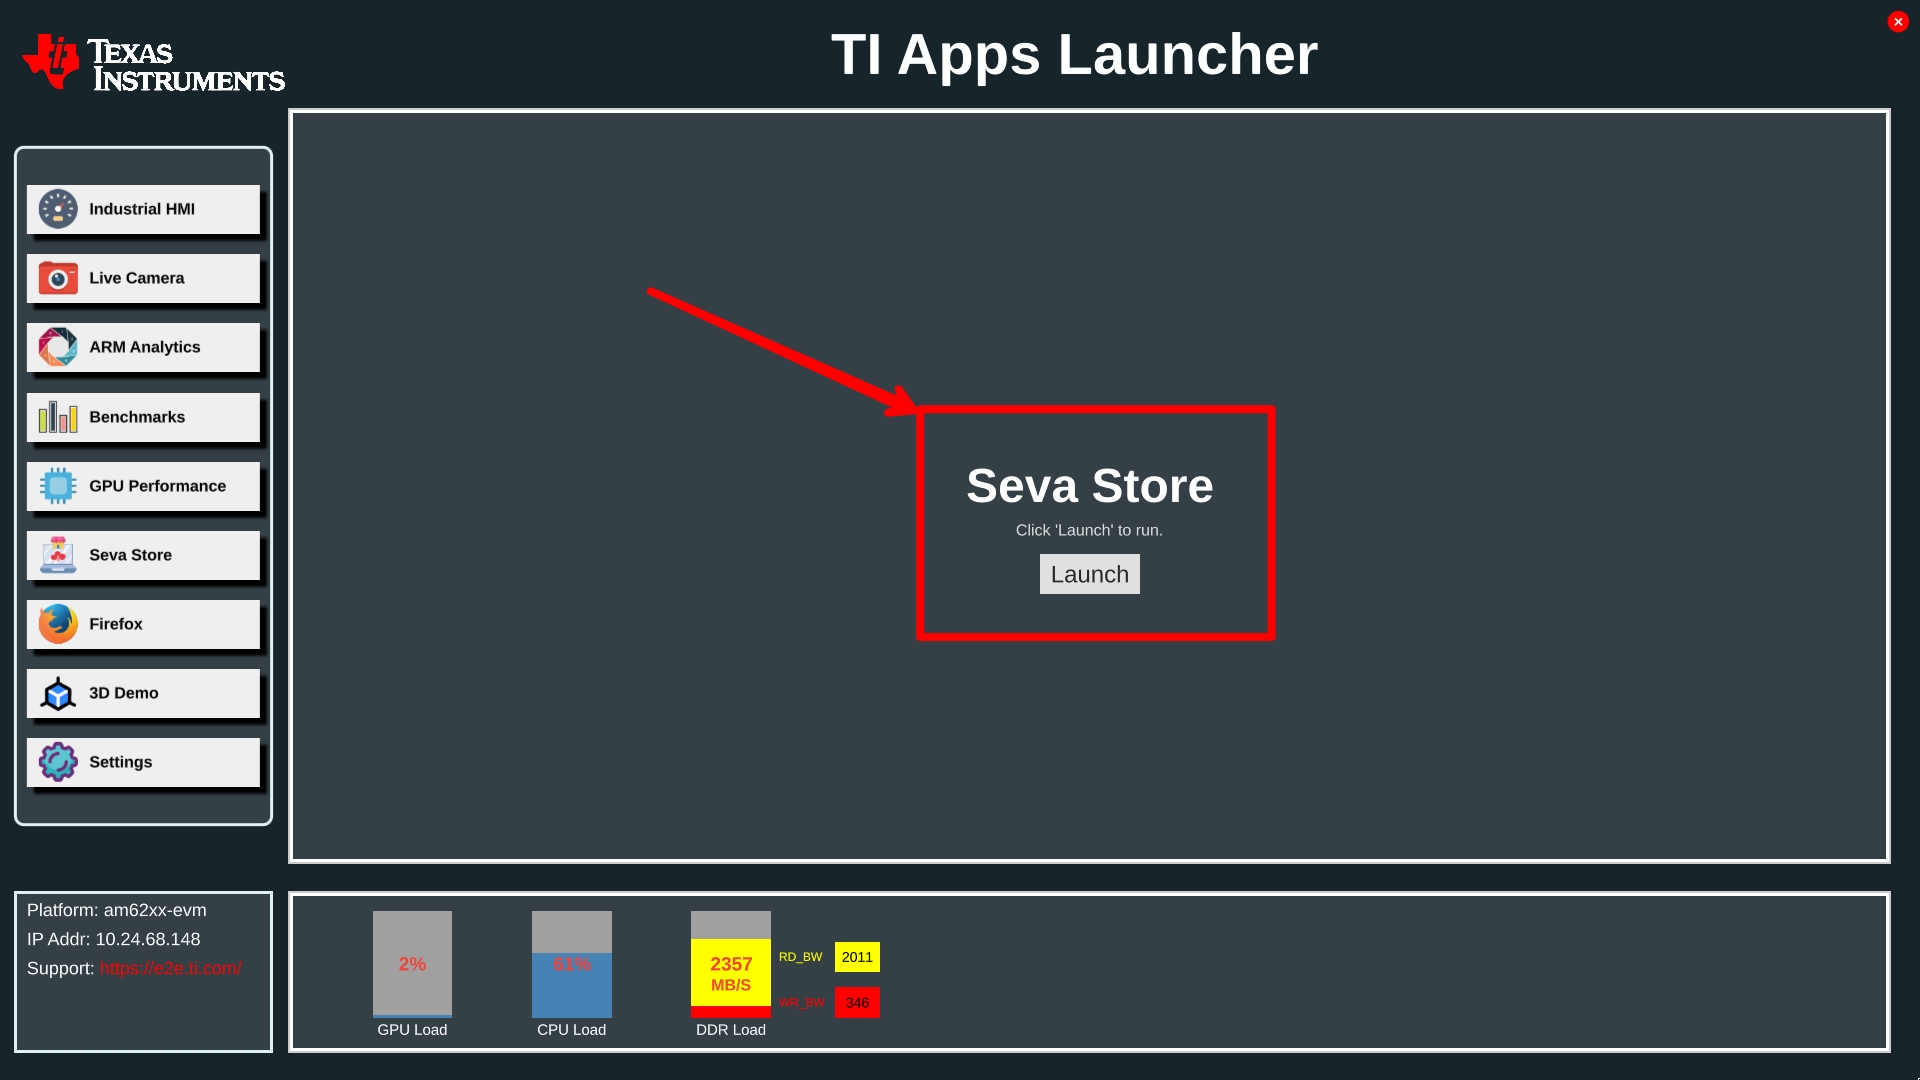 TEXAS
INSTRUMENTS
TI Apps Launcher
Industrial HMI
Live Camera
ARM Analytics
Benchmarks
GPU Performance
Seva Store
Firefox
3D Demo
Settings
Seva Store
Click 'Launch' to run.
Launch
Platform: am62xx-evm
IP Addr: 10.24.68.148
Support: https://e2e.ti.com/
2%
GPU Load
61%
CPU Load
2357
MB/S
DDR Load
RD_BW 2011
WR_BW 346